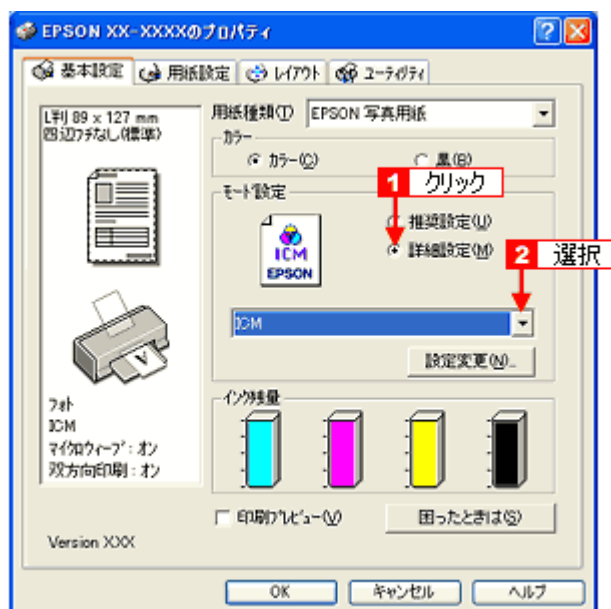 EPSON XX-XXXXのプロパティ
基本設定 用紙設定 レイアウト ユーティリティ
L判 89 x 127 mm
四辺フチなし(標準)
用紙種類(T) EPSON 写真用紙
カラー
カラー(C) 黒(B)
1 クリック
モード設定
推奨設定(U)
詳細設定(M)
2 選択
ICM
EPSON
ICM
設定変更(N)...
V
フォト
ICM
マイクロウィーブ : オン
双方向印刷 : オン
インク残量
印刷プレビュー(V) 困ったときは(S)
Version XXX
OK キャンセル ヘルプ